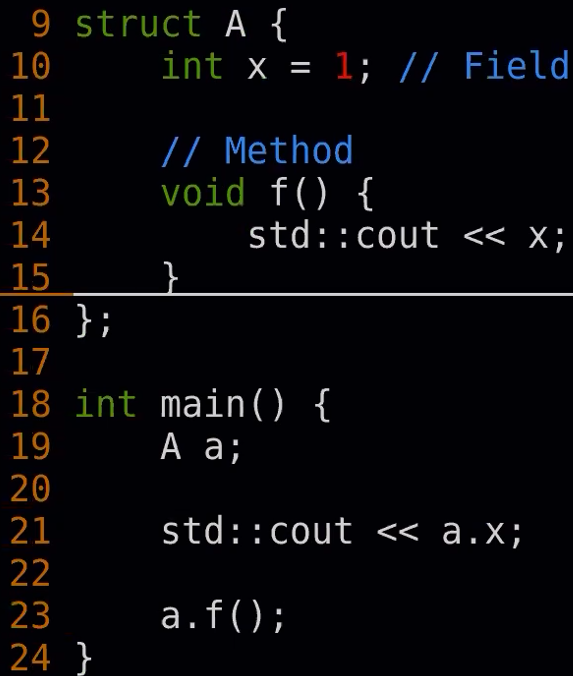 9 struct A {
10     int x = 1; // Field
11
12     // Method
13     void f() {
14         std::cout << x;
15     }
16 };
17
18 int main() {
19     A a;
20
21     std::cout << a.x;
22
23     a.f();
24 }